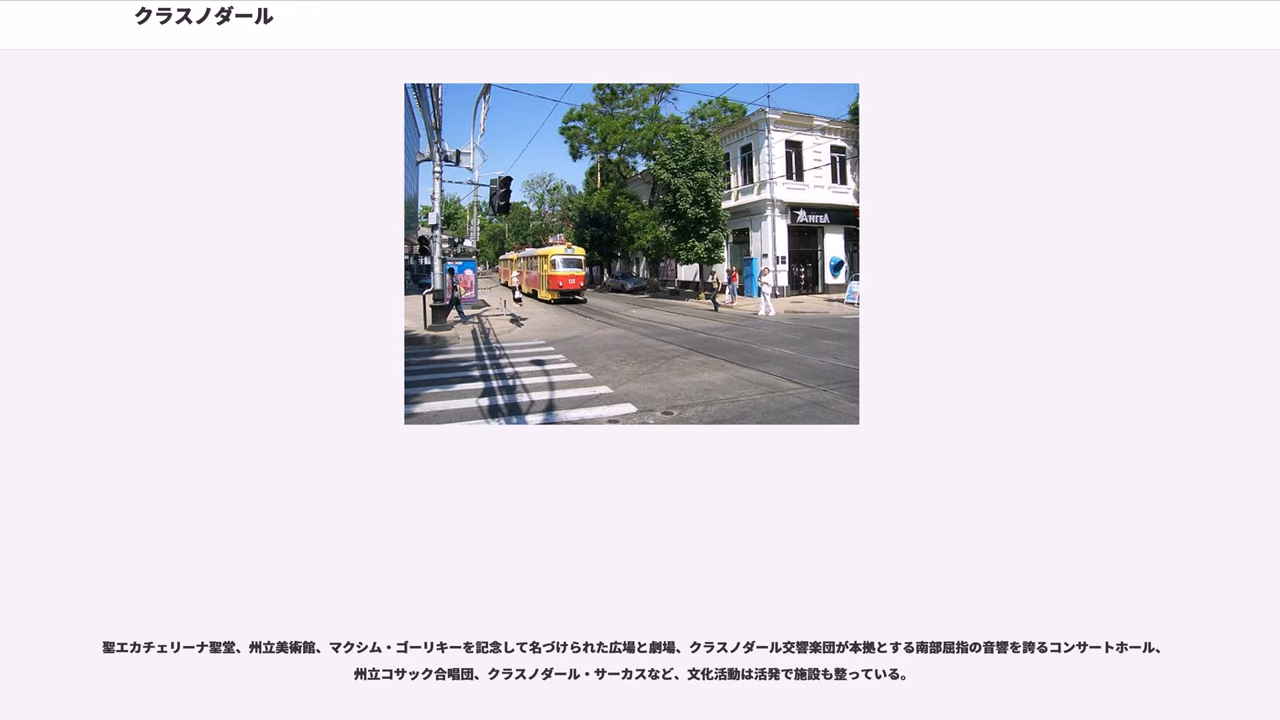 クラスノダール
АНГЕЛ
聖エカチェリーナ聖堂、州立美術館、マクシム・ゴーリキーを記念して名づけられた広場と劇場、クラスノダール交響楽団が本拠とする南部屈指の音響を誇るコンサートホール、
州立コサック合唱団、クラスノダール・サーカスなど、文化活動は活発で施設も整っている。